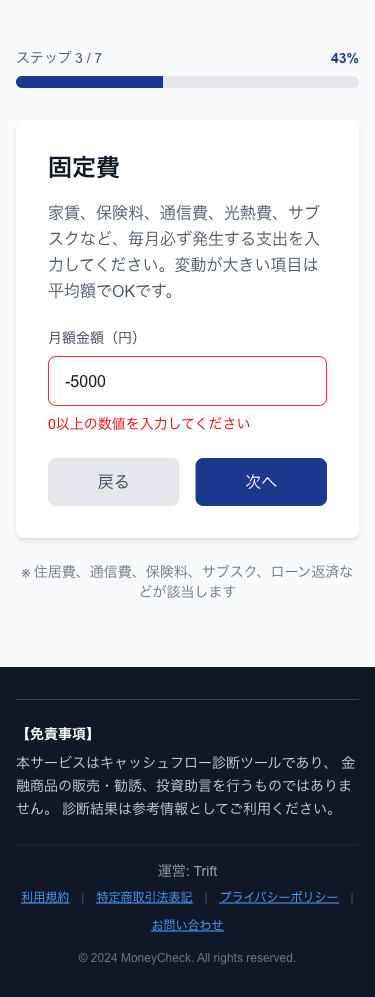 ステップ 3 / 7
43%
固定費
家賃、保険料、通信費、光熱費、サブ
スクなど、毎月必ず発生する支出を入
力してください。変動が大きい項目は
平均額でOKです。
月額金額（円）
-5000
0以上の数値を入力してください
戻る
次へ
※ 住居費、通信費、保険料、サブスク、ローン返済な
どが該当します
【免責事項】
本サービスはキャッシュフロー診断ツールであり、 金
融商品の販売・勧誘、投資助言を行うものではありま
せん。 診断結果は参考情報としてご利用ください。
運営: Trift
利用規約 | 特定商取引法表記 | プライバシーポリシー |
お問い合わせ
© 2024 MoneyCheck. All rights reserved.